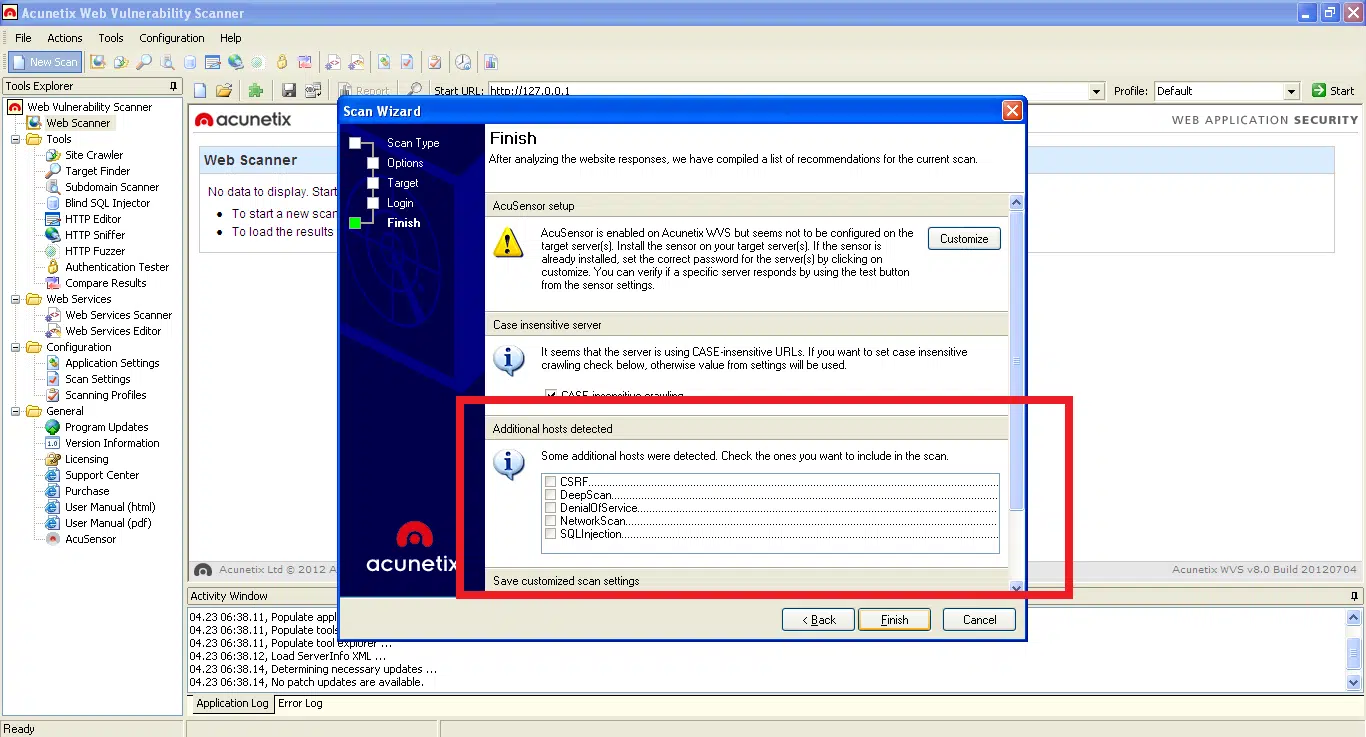 Acunetix Web Vulnerability Scanner
File Actions Tools Configuration Help
New Scan
Tools Explorer
Report
Start URL: http://127.0.0.1
Profile: Default
Start
Web Vulnerability Scanner
Web Scanner
Tools
Site Crawler
Target Finder
Subdomain Scanner
Blind SQL Injector
HTTP Editor
HTTP Sniffer
HTTP Fuzzer
Authentication Tester
Compare Results
Web Services
Web Services Scanner
Web Services Editor
Configuration
Application Settings
Scan Settings
Scanning Profiles
General
Program Updates
Version Information
Licensing
Support Center
Purchase
User Manual (html)
User Manual (pdf)
AcuSensor
acunetix
WEB APPLICATION SECURITY
Web Scanner
No data to display. Start
To start a new scan
To load the results
Scan Wizard
Scan Type
Options
Target
Login
Finish
acunetix
Finish
After analyzing the website responses, we have compiled a list of recommendations for the current scan.
AcuSensor setup
AcuSensor is enabled on Acunetix WVS but seems not to be configured on the
target server(s). Install the sensor on your target server(s). If the sensor is
already installed, set the correct password for the server(s) by clicking on
customize. You can verify if a specific server responds by using the test button
from the sensor settings.
Customize
Case insensitive server
It seems that the server is using CASE-insensitive URLs. If you want to set case insensitive
crawling check below, otherwise value from settings will be used.
CASE insensitive crawling
Additional hosts detected
Some additional hosts were detected. Check the ones you want to include in the scan.
CSRF
DeepScan
DenialOfService
NetworkScan
SQLInjection
Save customized scan settings
< Back
Finish
Cancel
Acunetix Ltd © 2012 A
Acunetix WVS v8.0 Build 20120704
Activity Window
04.23 06:38.11, Populate appl
04.23 06:38.11, Populate tools
04.23 06:38.11, Populate tool explorer ...
04.23 06:38.12, Load ServerInfo XML ...
04.23 06:38.14, Determining necessary updates ...
04.23 06:38.14, No patch updates are available.
Application Log
Error Log
Ready